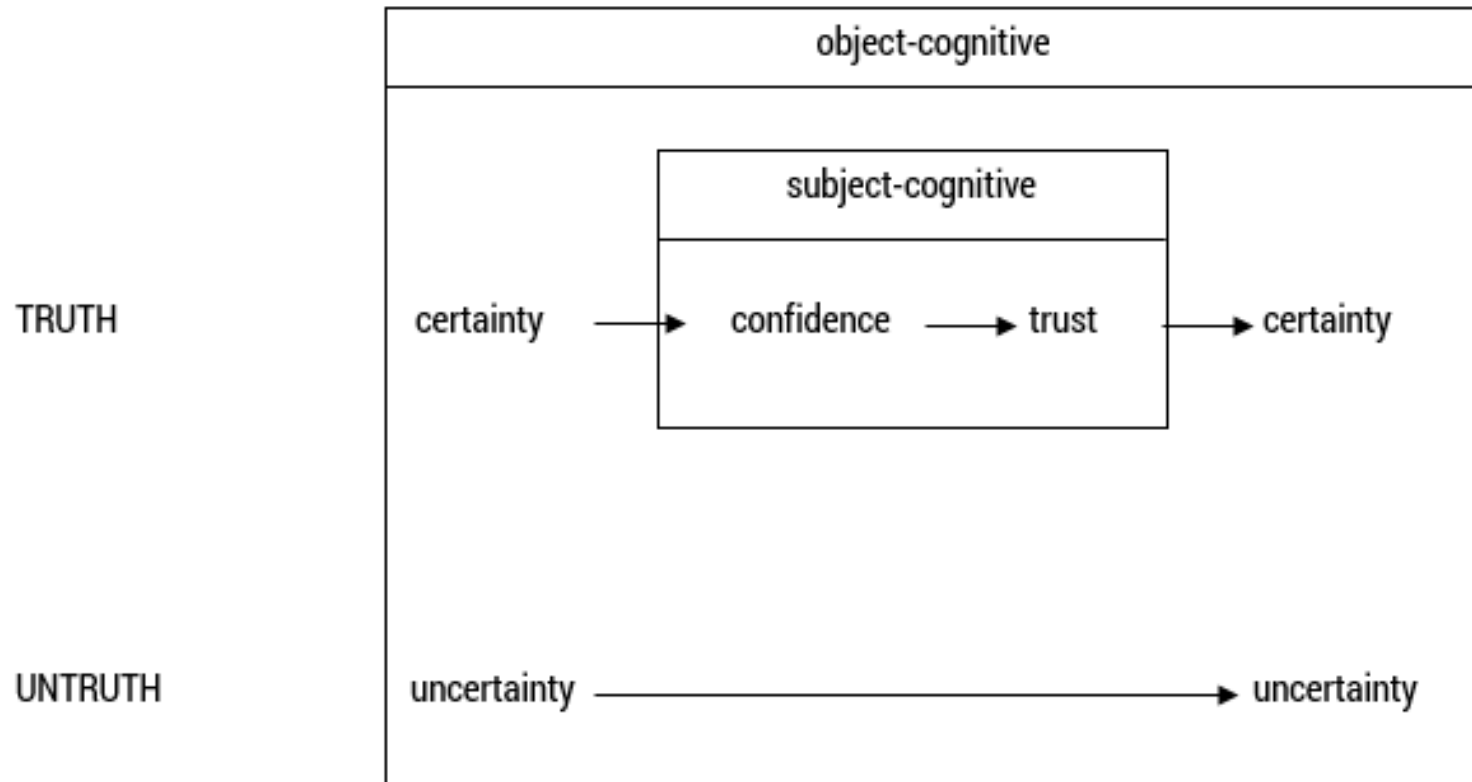 object-cognitive
subject-cognitive
TRUTH certainty confidence trust certainty
UNTRUTH uncertainty uncertainty